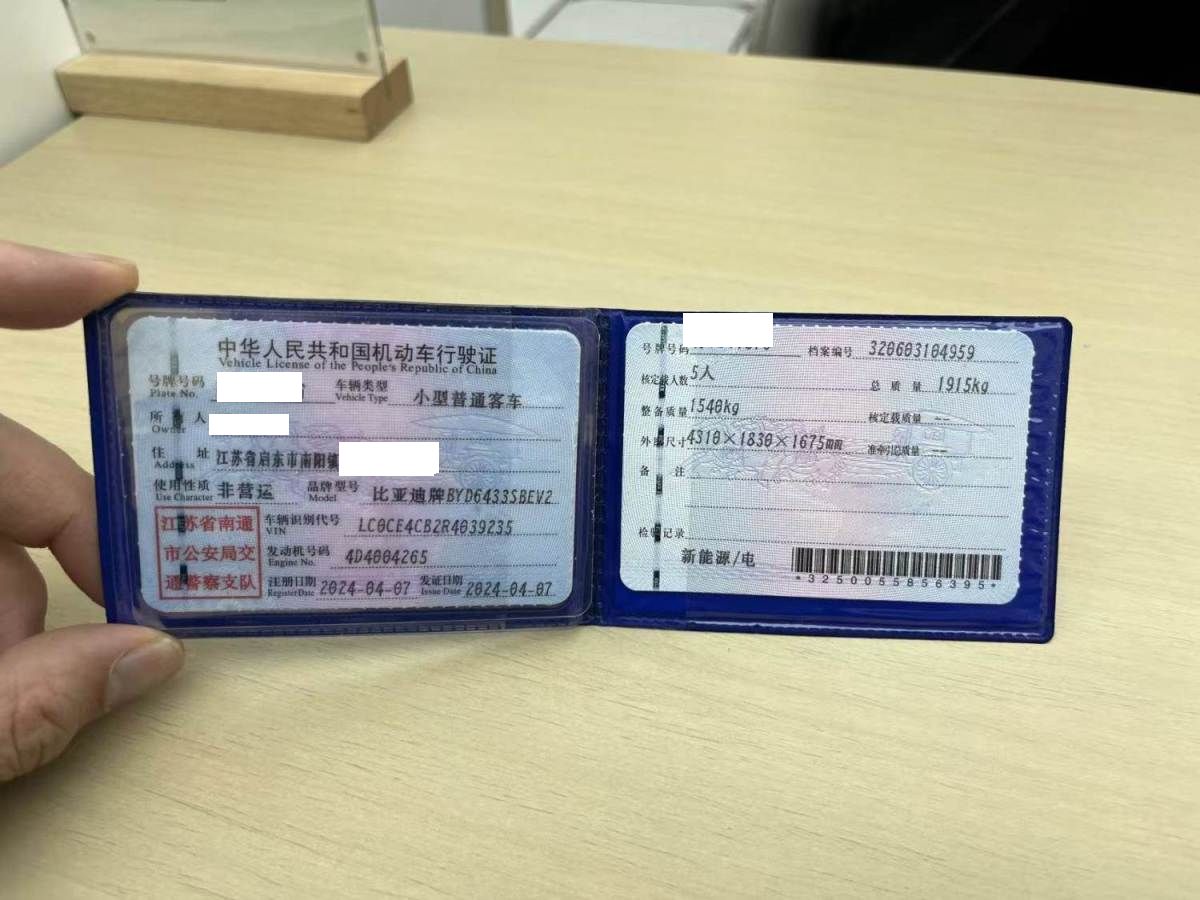 中华人民共和国机动车行驶证
Vehicle License of the People's Republic of China
号牌号码 车辆类型 小型普通客车
Plate No. Vehicle Type
所 有 人
Owner
住 址 江苏省启东市南阳镇
Address
使用性质 非营运 品牌型号 比亚迪牌BYD6433SBEV2
Use Character Model
江苏省南通
市公安局交
通警察支队
车辆识别代号 LC0CE4CB2R4039235
VIN
发动机号码 4D4004265
Engine No.
注册日期 2024-04-07 发证日期 2024-04-07
Register Date Issue Date
号牌号码 档案编号 320603104959
核定载人数 5人 总 质 量 1915kg
整备质量 1540kg 核定载质量 --
外廓尺寸 4310×1830×1675mm 准牵引总质量 --
备 注
检验记录
新能源/电
*3250055856395*